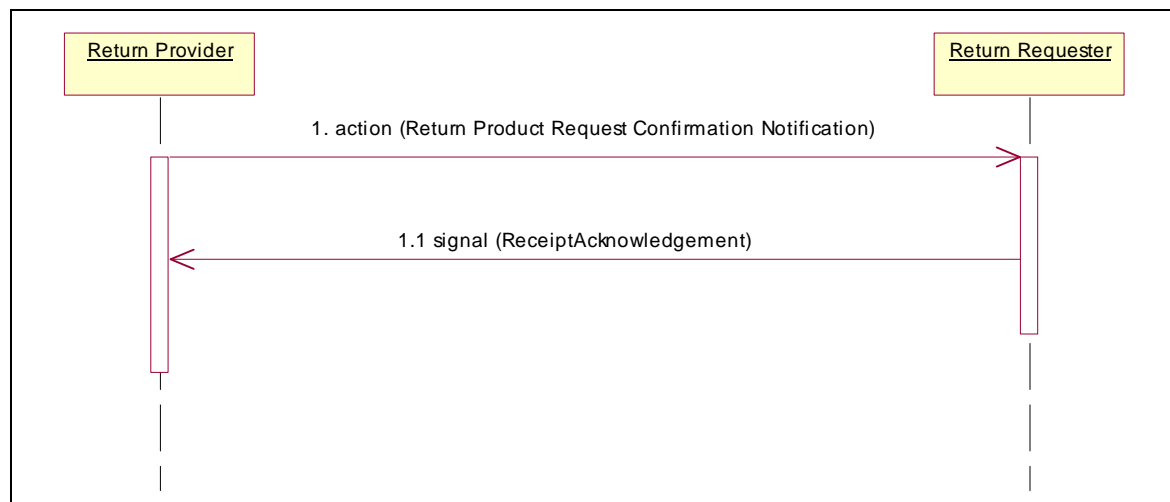 Return Provider
Return Requester
1. action (Return Product Request Confirmation Notification)
1.1 signal (ReceiptAcknowledgement)